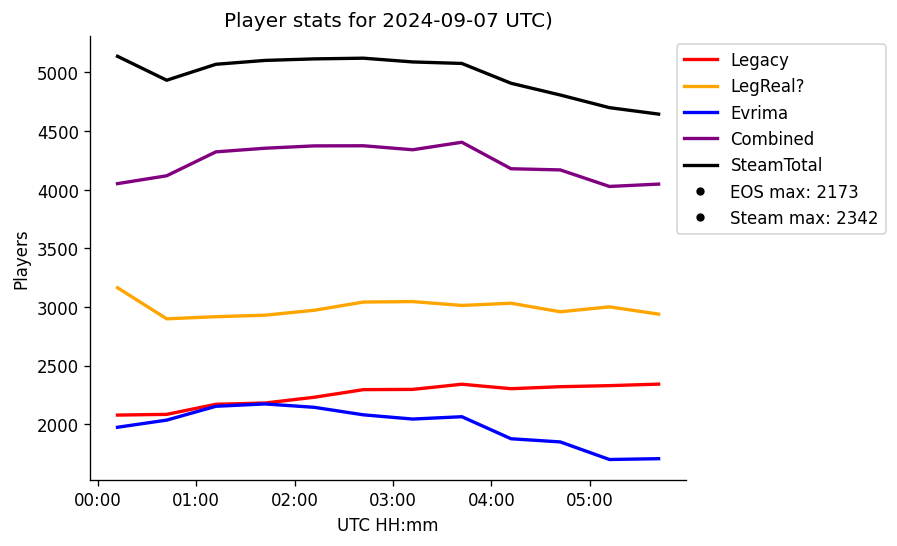 Player stats for 2024-09-07 UTC)
Legacy
LegReal?
Evrima
Combined
SteamTotal
EOS max: 2173
Steam max: 2342
5000
4500
4000
3500
3000
2500
2000
Players
00:00
01:00
02:00
03:00
04:00
05:00
UTC HH:mm